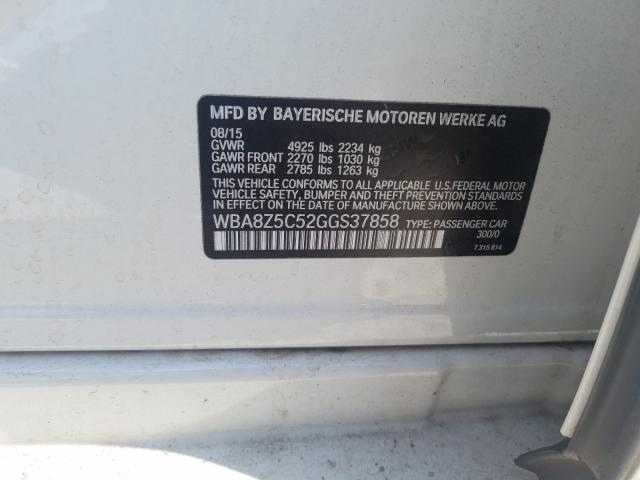 MFD BY BAYERISCHE MOTOREN WERKE AG
08/15
GVWR 4925 lbs 2234 kg
GAWR FRONT 2270 lbs 1030 kg
GAWR REAR 2785 lbs 1263 kg
THIS VEHICLE CONFORMS TO ALL APPLICABLE U.S.FEDERAL MOTOR
VEHICLE SAFETY, BUMPER, AND THEFT PREVENTION STANDARDS
IN EFFECT ON THE DATE OF MANUFACTURE SHOWN ABOVE.
WBA8Z5C52GGS37858 TYPE: PASSENGER CAR
300/0
7 315 814